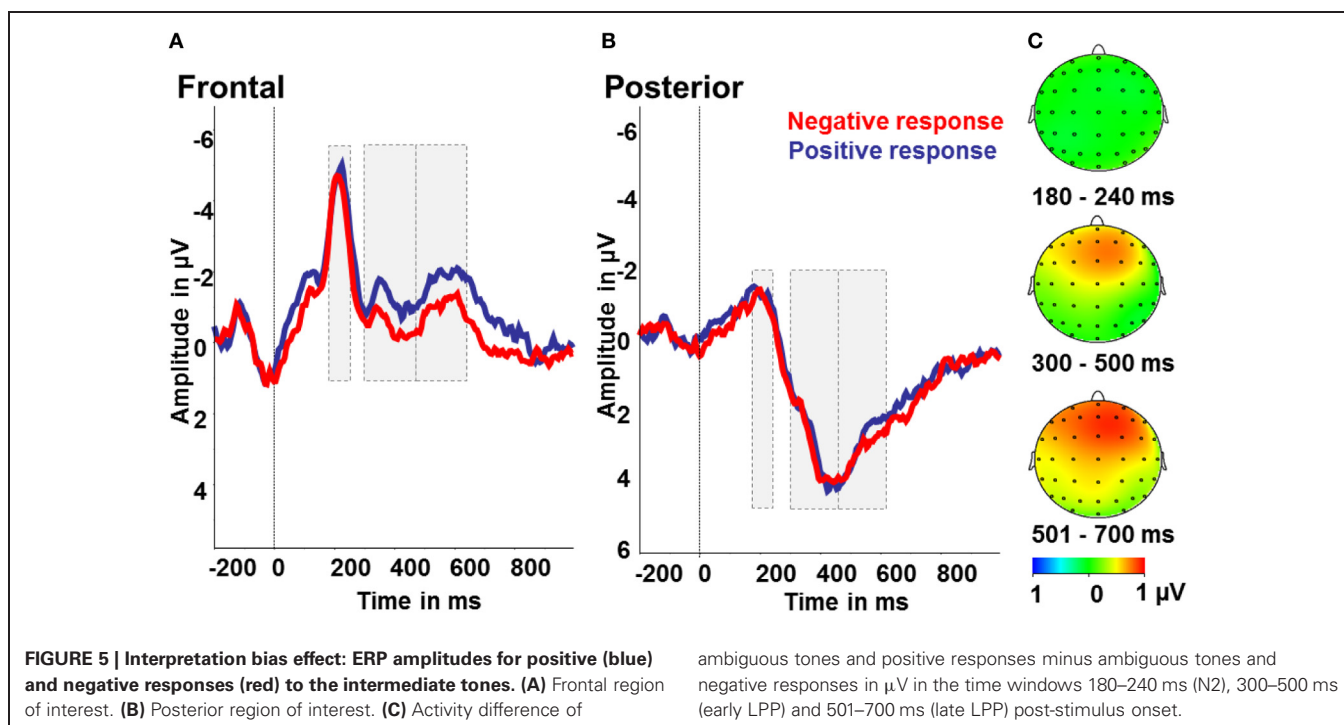 A
B
C
Frontal
Posterior
Negative response
Positive response
Amplitude in µV
-6
-4
-2
0
2
4
-200 0 200 400 600 800
Time in ms
Amplitude in µV
-6
-4
-2
0
2
4
6
-200 0 200 400 600 800
Time in ms
180 - 240 ms
300 - 500 ms
501 - 700 ms
1 0 1 µV
FIGURE 5 | Interpretation bias effect: ERP amplitudes for positive (blue)
and negative responses (red) to the intermediate tones. (A) Frontal region
of interest. (B) Posterior region of interest. (C) Activity difference of
ambiguous tones and positive responses minus ambiguous tones and
negative responses in µV in the time windows 180–240 ms (N2), 300–500 ms
(early LPP) and 501–700 ms (late LPP) post-stimulus onset.